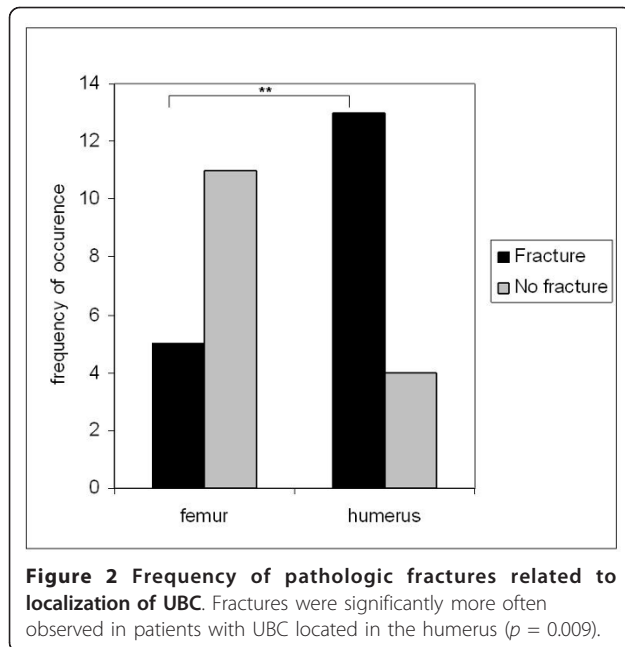 14
**
12
10
8
6
4
2
0
frequency of occurence
femur humerus
Fracture
No fracture
Figure 2 Frequency of pathologic fractures related to
localization of UBC. Fractures were significantly more often
observed in patients with UBC located in the humerus (p = 0.009).